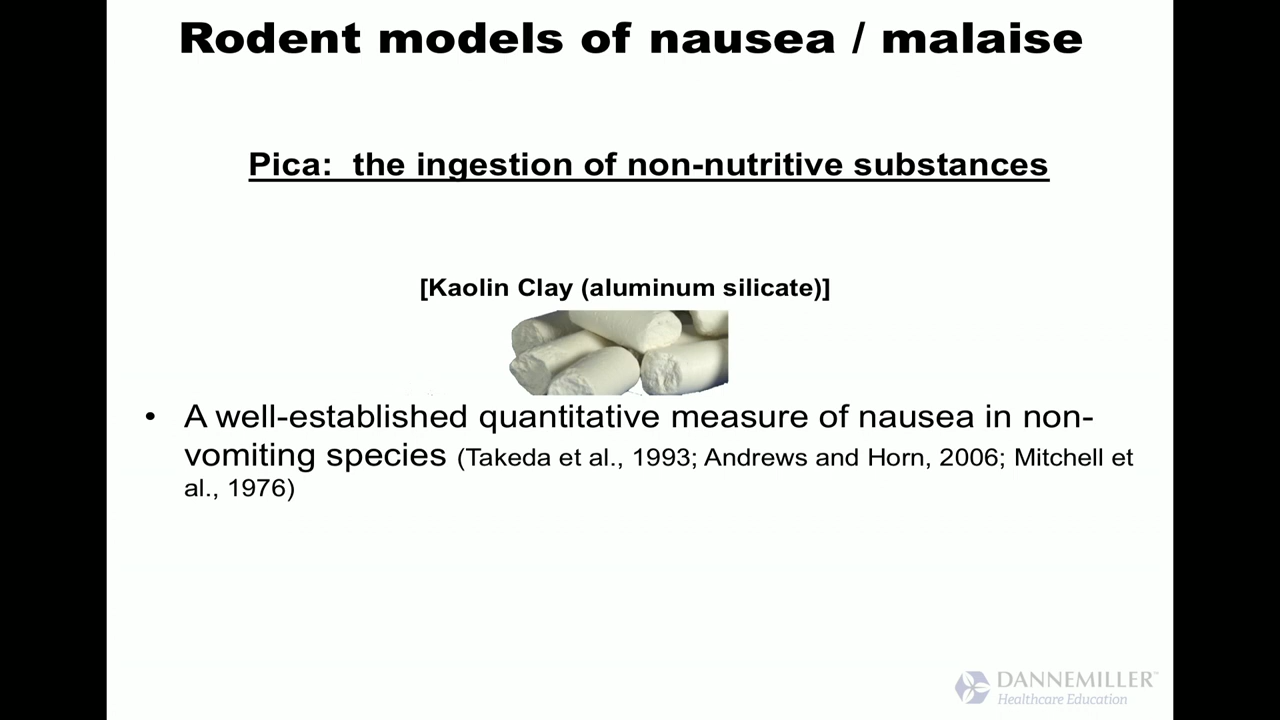 Rodent models of nausea / malaise
Pica:  the ingestion of non-nutritive substances
[Kaolin Clay (aluminum silicate)]
• A well-established quantitative measure of nausea in non-
vomiting species (Takeda et al., 1993; Andrews and Horn, 2006; Mitchell et
al., 1976)
DANNEMILLER™
Healthcare Education